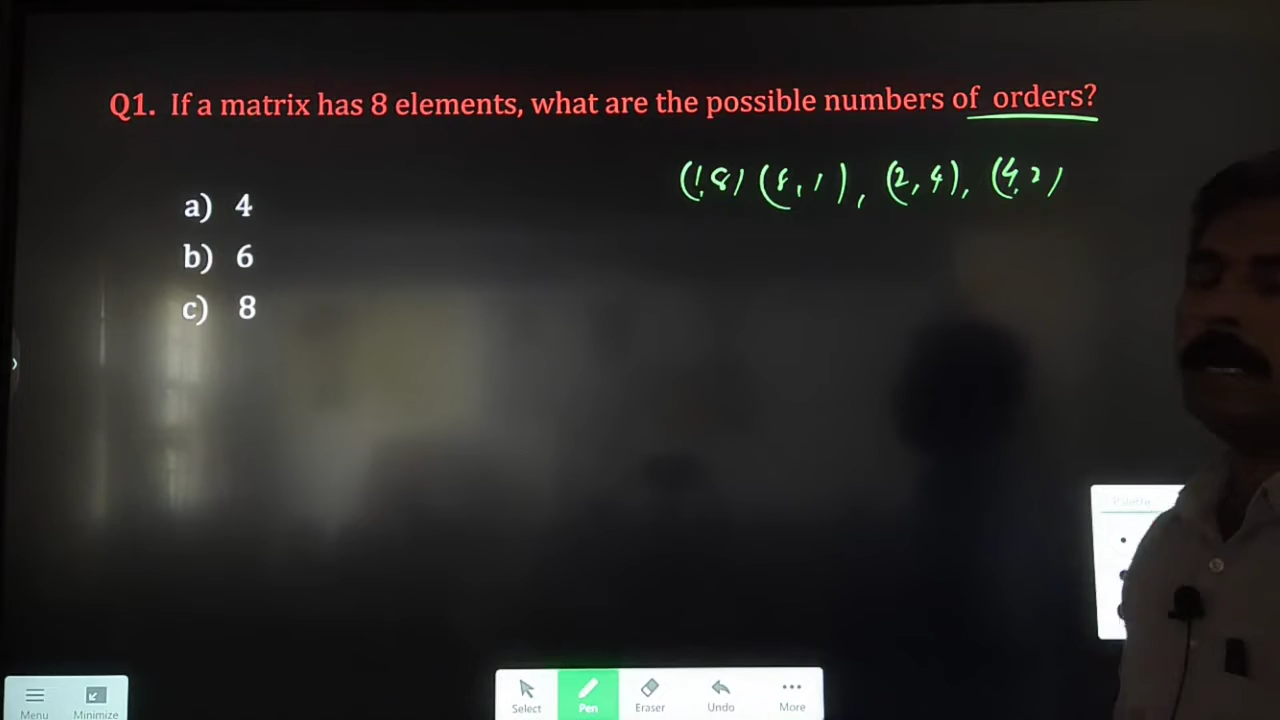 Q1. If a matrix has 8 elements, what are the possible numbers of orders?
(1,8) (8,1), (2,4), (4,2)
a) 4
b) 6
c) 8
Palette
Select Pen Eraser Undo More
Menu Minimize